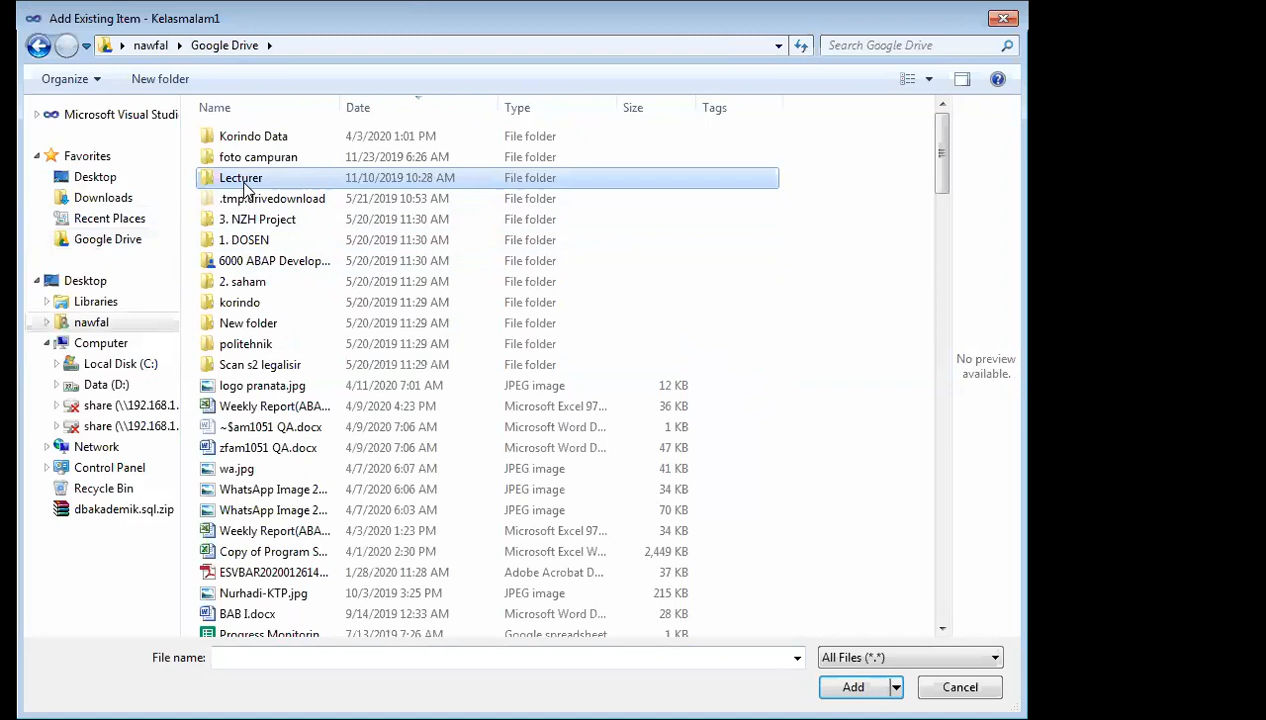 Add Existing Item - Kelasmalam1
nawfal Google Drive
Search Google Drive
Organize New folder
Name Date Type Size Tags
Microsoft Visual Studi
Favorites
Desktop
Downloads
Recent Places
Google Drive
Desktop
Libraries
nawfal
Computer
Local Disk (C:)
Data (D:)
share (\\192.168.1.
share (\\192.168.1.
Network
Control Panel
Recycle Bin
dbakademik.sql.zip
Korindo Data 4/3/2020 1:01 PM File folder
foto campuran 11/23/2019 6:26 AM File folder
Lecturer 11/10/2019 10:28 AM File folder
.tmp.drivedownload 5/21/2019 10:53 AM File folder
3. NZH Project 5/20/2019 11:30 AM File folder
1. DOSEN 5/20/2019 11:30 AM File folder
6000 ABAP Develop... 5/20/2019 11:30 AM File folder
2. saham 5/20/2019 11:29 AM File folder
korindo 5/20/2019 11:29 AM File folder
New folder 5/20/2019 11:29 AM File folder
politehnik 5/20/2019 11:29 AM File folder
Scan s2 legalisir 5/20/2019 11:29 AM File folder
logo pranata.jpg 4/11/2020 7:01 AM JPEG image 12 KB
Weekly Report(ABA... 4/9/2020 4:23 PM Microsoft Excel 97... 36 KB
~$am1051 QA.docx 4/9/2020 7:06 AM Microsoft Word D... 1 KB
zfam1051 QA.docx 4/9/2020 7:06 AM Microsoft Word D... 47 KB
wa.jpg 4/7/2020 6:07 AM JPEG image 41 KB
WhatsApp Image 2... 4/7/2020 6:06 AM JPEG image 34 KB
WhatsApp Image 2... 4/7/2020 6:03 AM JPEG image 70 KB
Weekly Report(ABA... 4/3/2020 1:23 PM Microsoft Excel 97... 34 KB
Copy of Program S... 4/1/2020 2:30 PM Microsoft Excel W... 2,449 KB
ESVBAR2020012614... 1/28/2020 11:28 AM Adobe Acrobat D... 37 KB
Nurhadi-KTP.jpg 10/3/2019 3:25 PM JPEG image 215 KB
BAB I.docx 9/14/2019 12:33 AM Microsoft Word D... 28 KB
Progress Monitorin 7/13/2019 7:26 AM Google spreadsheet 1 KB
No preview
available.
File name:
All Files (*.*)
Add Cancel